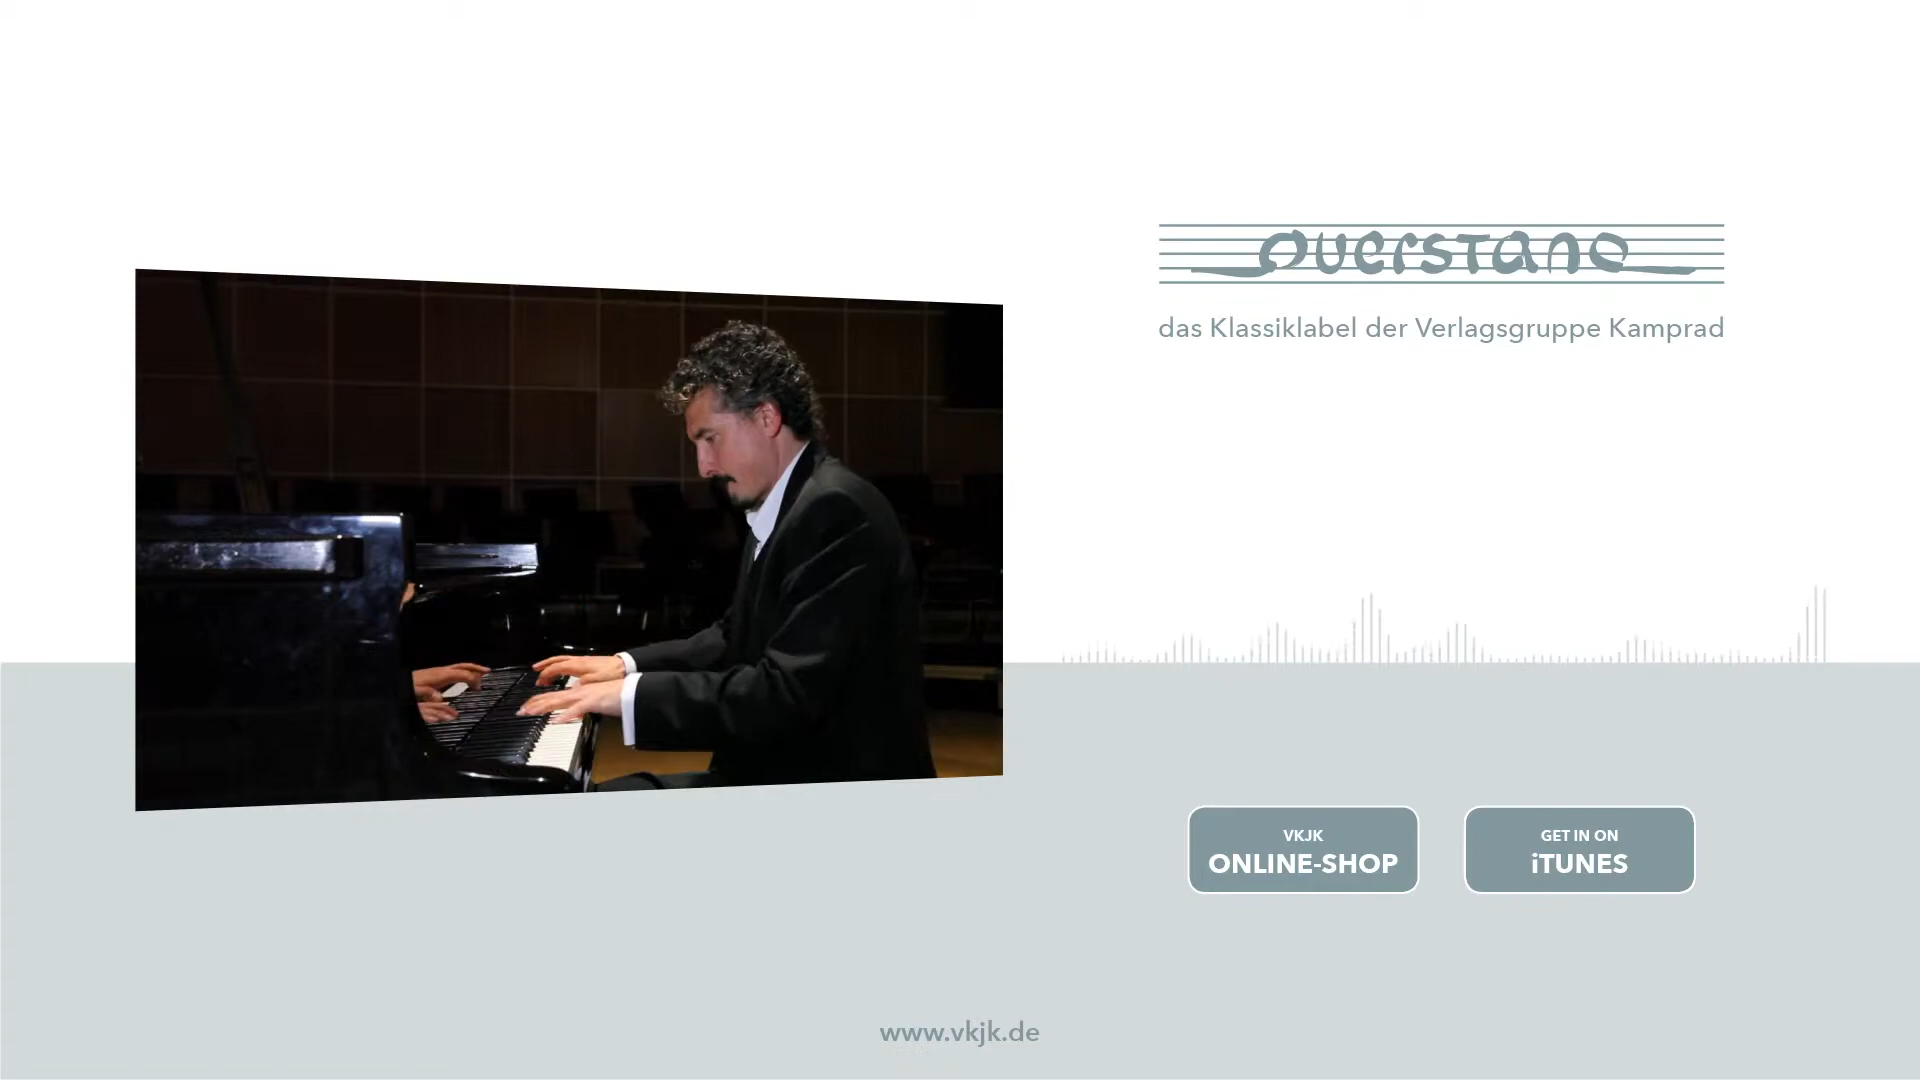 querstand
das Klassiklabel der Verlagsgruppe Kamprad
VKJK
ONLINE-SHOP
GET IN ON
iTUNES
www.vkjk.de